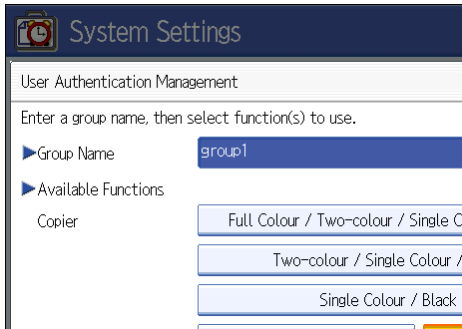 System Settings
User Authentication Management
Enter a group name, then select function(s) to use.
▶Group Name
group1
▶Available Functions
Copier
Full Colour / Two-colour / Single C
Two-colour / Single Colour /
Single Colour / Black